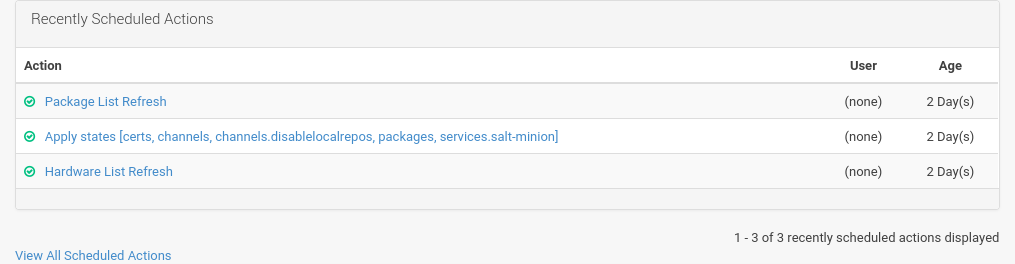 Recently Scheduled Actions
Action User Age
Package List Refresh (none) 2 Day(s)
Apply states [certs, channels, channels.disablelocalrepos, packages, services.salt-minion] (none) 2 Day(s)
Hardware List Refresh (none) 2 Day(s)
1 - 3 of 3 recently scheduled actions displayed
View All Scheduled Actions